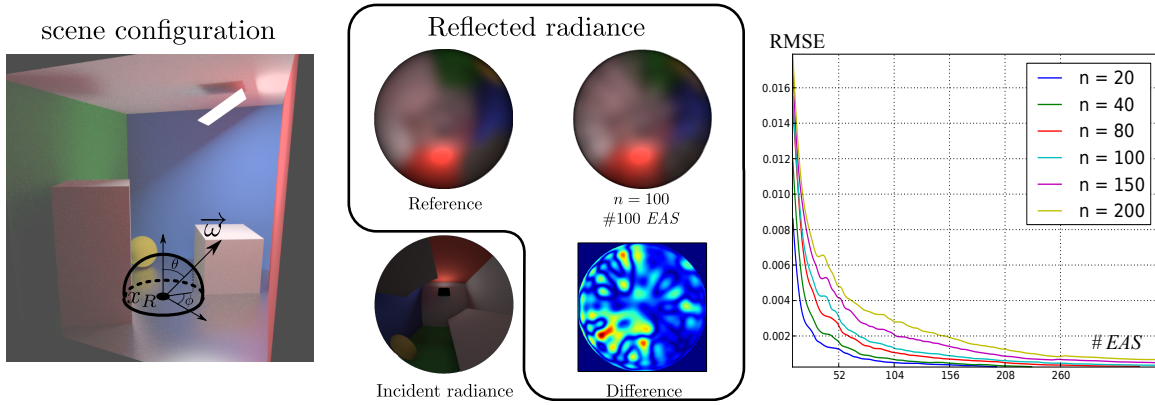 scene configuration
ω
θ
x_R
ϕ
Reflected radiance
Reference
n = 100
#100 EAS
Incident radiance
Difference
RMSE
0.016
0.014
0.012
0.010
0.008
0.006
0.004
0.002
n = 20
n = 40
n = 80
n = 100
n = 150
n = 200
# EAS
52
104
156
208
260